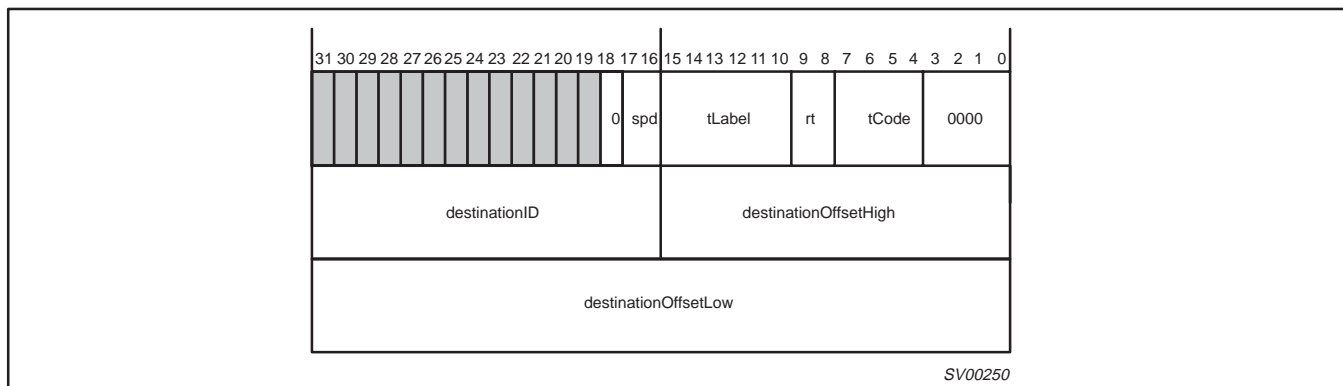 31 30 29 28 27 26 25 24 23 22 21 20 19 18 17 16 15 14 13 12 11 10 9 8 7 6 5 4 3 2 1 0
0 spd tLabel rt tCode 0000
destinationID destinationOffsetHigh
destinationOffsetLow
SV00250